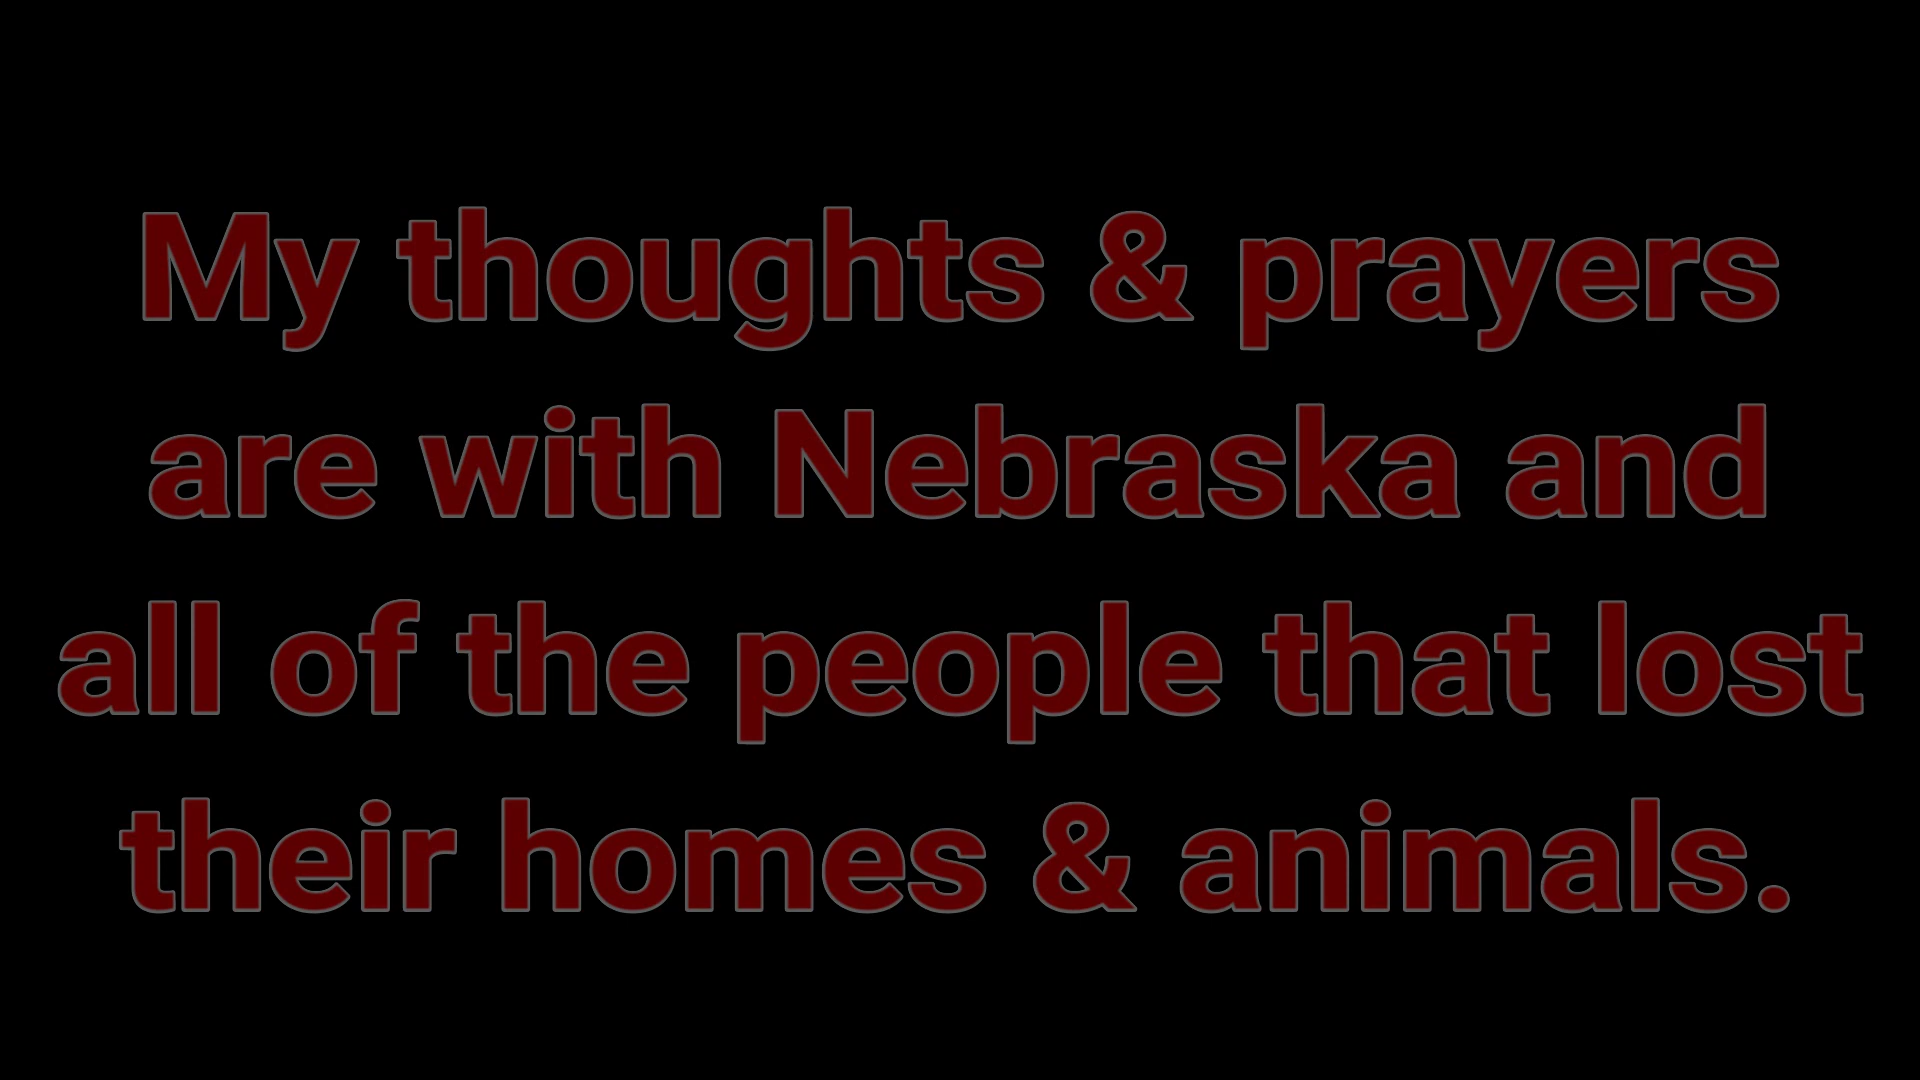 My thoughts & prayers
are with Nebraska and
all of the people that lost
their homes & animals.